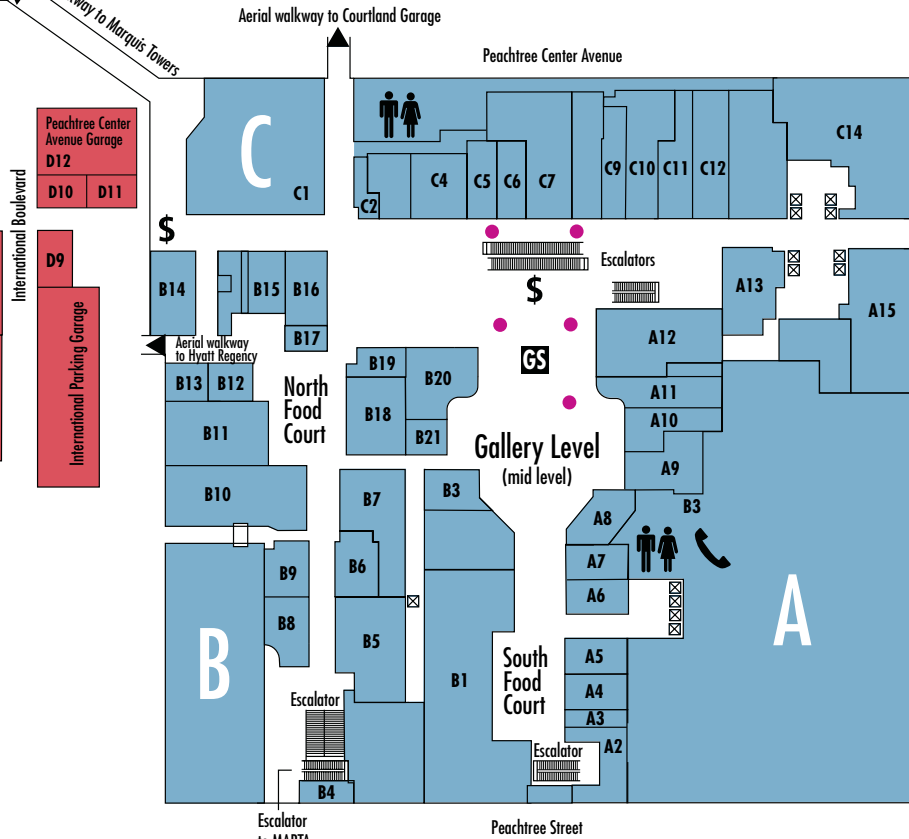 way to Marquis Towers
Aerial walkway to Courtland Garage
Peachtree Center Avenue
International Boulevard
Peachtree Center
Avenue Garage
D12
D10
D11
D9
International Parking Garage
C
C1
C2
C4
C5
C6
C7
C9
C10
C11
C12
C14
$
B14
B15
B16
B17
Escalators
$
A13
A15
A12
Aerial walkway
to Hyatt Regency
GS
B13
B12
North
Food
Court
B19
B20
B18
B21
A11
A10
B11
Gallery Level
(mid level)
A9
B10
B7
B3
A8
B3
B9
B6
A7
A6
B8
B5
B
B1
South
Food
Court
A5
A4
A3
A2
A
Escalator
Escalator
B4
Escalator
to MARTA
Peachtree Street